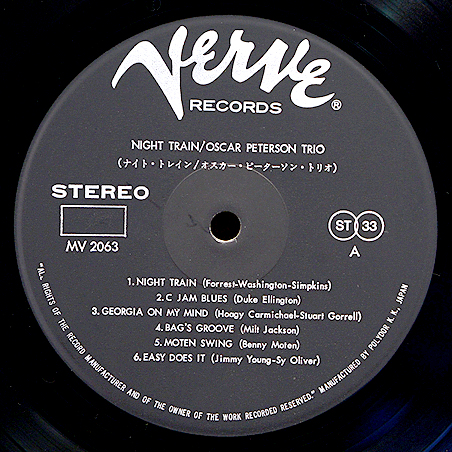 Verve
RECORDS ®
NIGHT TRAIN/OSCAR PETERSON TRIO
(ナイト・トレイン/オスカー・ピーターソン・トリオ)
STEREO
MV 2063
ST 33
A
1. NIGHT TRAIN (Forrest-Washington-Simpkins)
2. C JAM BLUES (Duke Ellington)
3. GEORGIA ON MY MIND (Hoagy Carmichael-Stuart Gorrell)
4. BAG'S GROOVE (Milt Jackson)
5. MOTEN SWING (Benny Moten)
6. EASY DOES IT (Jimmy Young-Sy Oliver)
"ALL RIGHTS OF THE RECORD MANUFACTURER AND OF THE OWNER OF THE WORK RECORDED RESERVED." MANUFACTURED BY POLYDOR K. K. JAPAN